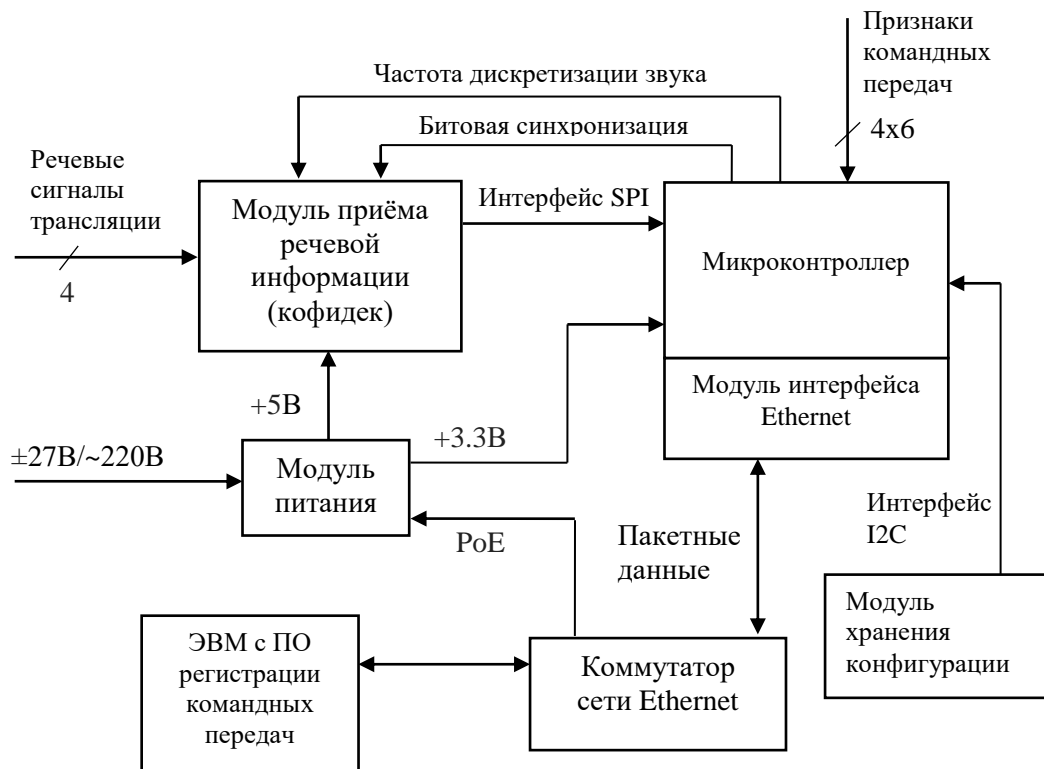 Признаки
командных
передач
4х6
Частота дискретизации звука
Битовая синхронизация
Речевые
сигналы
трансляции
4
Модуль приёма
речевой
информации
(кофидек)
Интерфейс SPI
Микроконтроллер
Модуль интерфейса
Ethernet
+5В
+3.3В
±27В/~220В
Модуль
питания
PoE
Пакетные
данные
Интерфейс
I2C
Модуль
хранения
конфигурации
ЭВМ с ПО
регистрации
командных
передач
Коммутатор
сети Ethernet